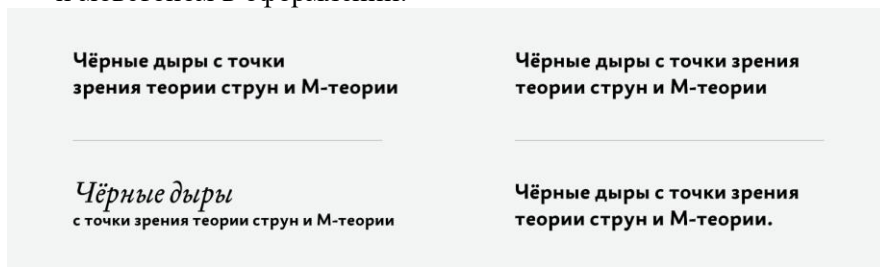 Чёрные дыры с точки
зрения теории струн и М-теории
Чёрные дыры с точки зрения
теории струн и М-теории
Чёрные дыры
с точки зрения теории струн и М-теории
Чёрные дыры с точки зрения
теории струн и М-теории.